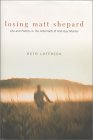 losing matt shepard
Life and Politics in the Aftermath of Anti-Gay Murder
BETH LOFFREDA